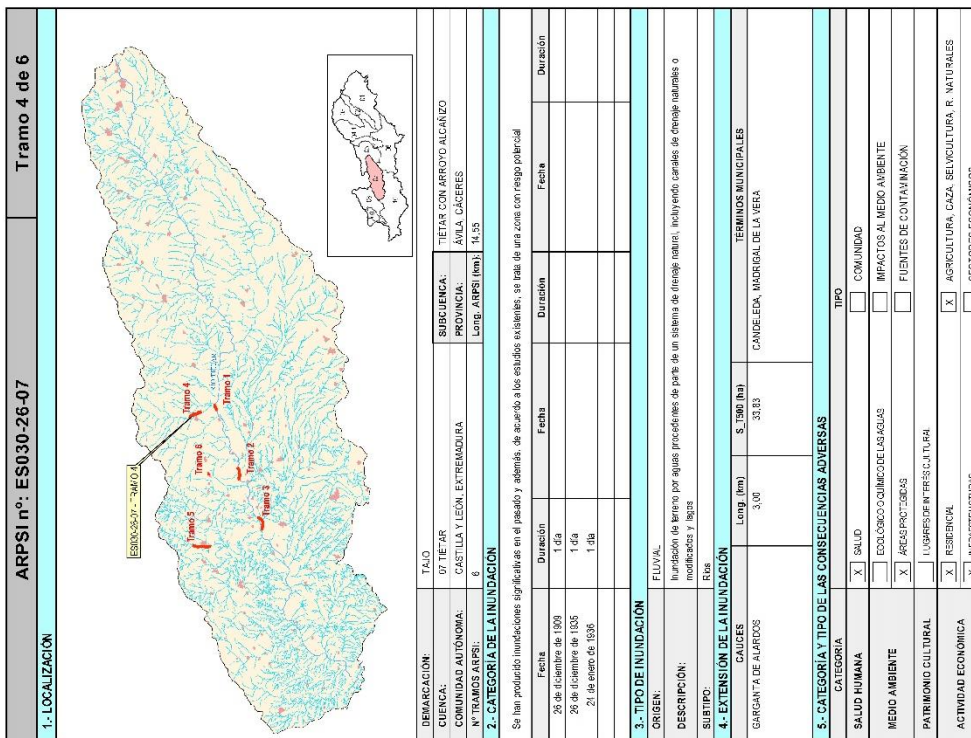 ARPSI nº: ES030-26-07
Tramo 4 de 6
1.- LOCALIZACIÓN
ES030-26-07 - TRAMO 4
Tramo 4
Tramo 1
Tramo 6
Tramo 2
Tramo 3
Tramo 5
DEMARCACIÓN: TAJO
CUENCA: 07 TIÉTAR SUBCUENCA: TIÉTAR CON ARROYO ALCAÑIZO
COMUNIDAD AUTÓNOMA: CASTILLA Y LEÓN, EXTREMADURA PROVINCIA: ÁVILA, CÁCERES
Nº TRAMOS ARPSI: 6 Long. ARPSI (km): 14,55
2.- CATEGORÍA DE LA INUNDACIÓN
Se han producido inundaciones significativas en el pasado y además, de acuerdo a los estudios existentes, se trata de una zona con riesgo potencial
Fecha Duración Fecha Duración Fecha Duración
26 de diciembre de 1909 1 día
26 de diciembre de 1935 1 día
21 de enero de 1936 1 día
3.- TIPO DE INUNDACIÓN
ORIGEN: FLUVIAL
DESCRIPCIÓN: Inundación de terreno por aguas procedentes de parte de un sistema de drenaje natural, incluyendo canales de drenaje naturales o
modificados y lagos
SUBTIPO: Ríos
4.- EXTENSIÓN DE LA INUNDACIÓN
CAUCES Long. (km) S_T500 (ha) TÉRMINOS MUNICIPALES
GARGANTA DE ALARDOS 3,00 33,83 CANDELEDA, MADRIGAL DE LA VERA
5.- CATEGORÍA Y TIPO DE LAS CONSECUENCIAS ADVERSAS
CATEGORÍA TIPO
SALUD HUMANA X SALUD COMUNIDAD
MEDIO AMBIENTE ECOLÓGICO O QUÍMICO DE LAS AGUAS IMPACTOS AL MEDIO AMBIENTE
X ÁREAS PROTEGIDAS FUENTES DE CONTAMINACIÓN
PATRIMONIO CULTURAL LUGARES DE INTERÉS CULTURAL
ACTIVIDAD ECONÓMICA X RESIDENCIAL X AGRICULTURA, CAZA, SELVICULTURA, R. NATURALES
X INFRAESTRUCTURAS SECTORES ECONÓMICOS